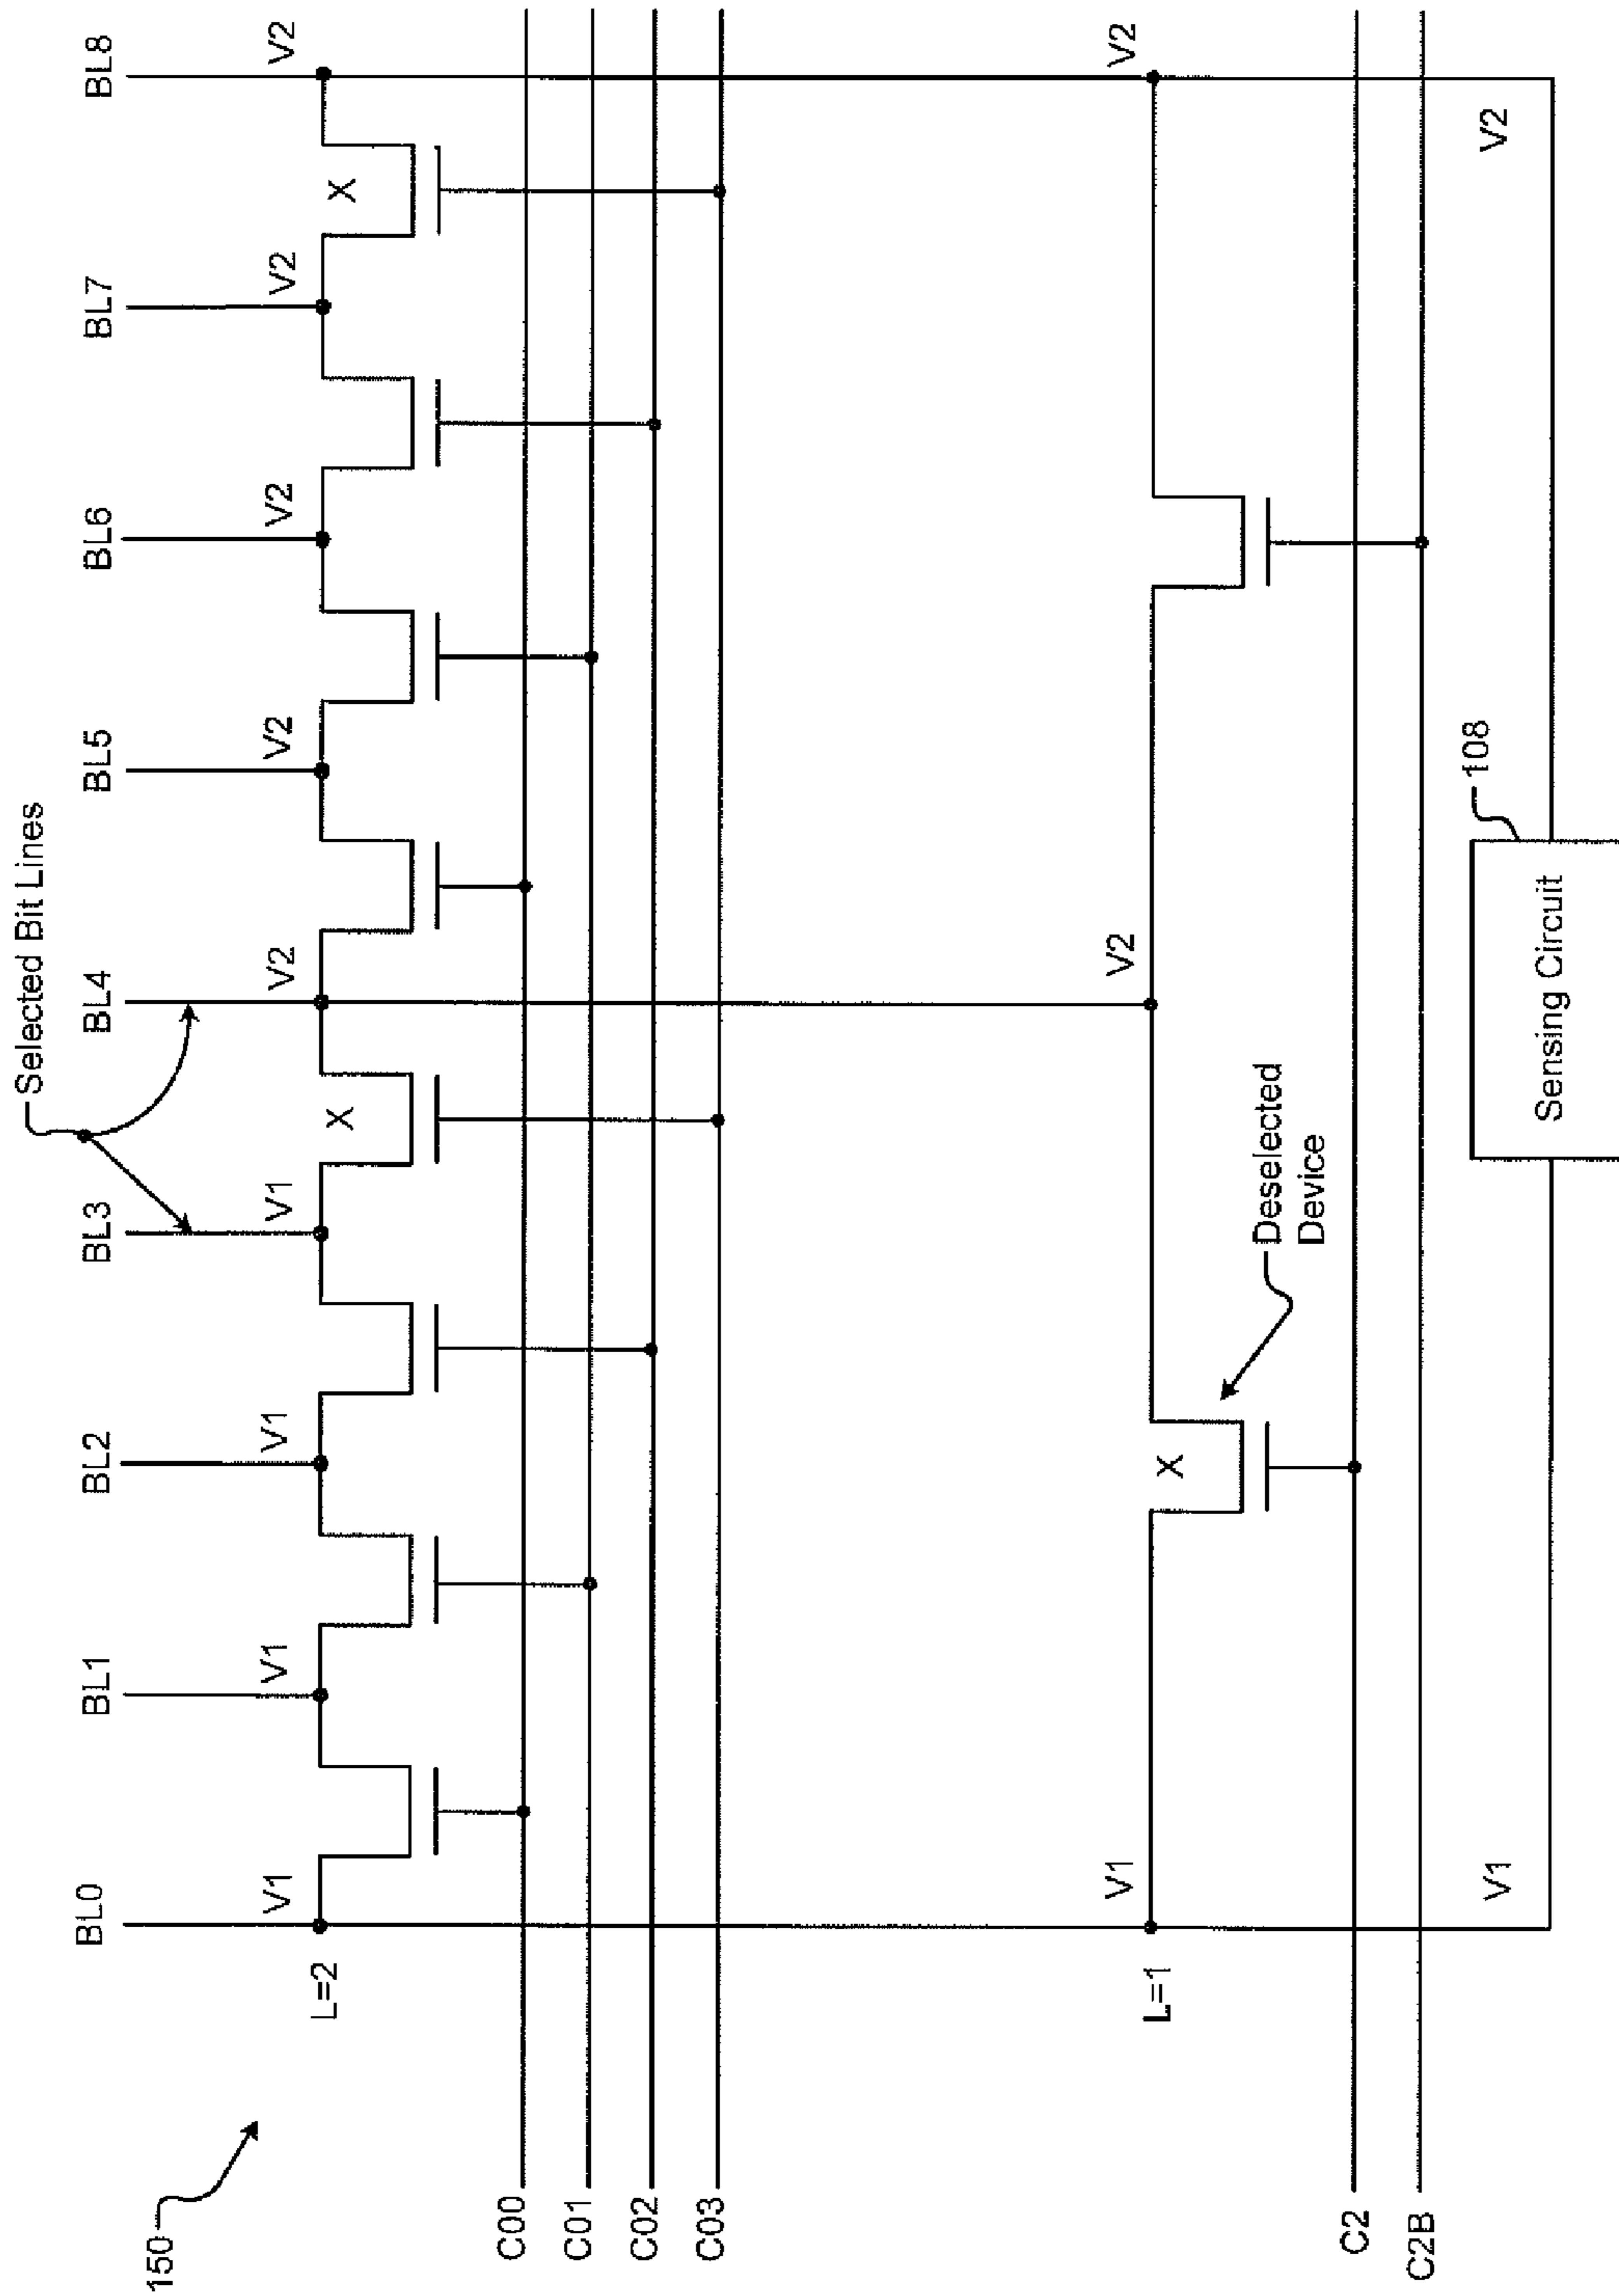 Selected Bit Lines
BL0
BL1
BL2
BL3
BL4
BL5
BL6
BL7
BL8
V1
V1
V1
V1
V2
V2
V2
V2
V2
150
L=2
X
X
C00
C01
C02
C03
L=1
V1
V2
V2
X
Deselected
Device
C2
C2B
V1
V2
108
Sensing Circuit